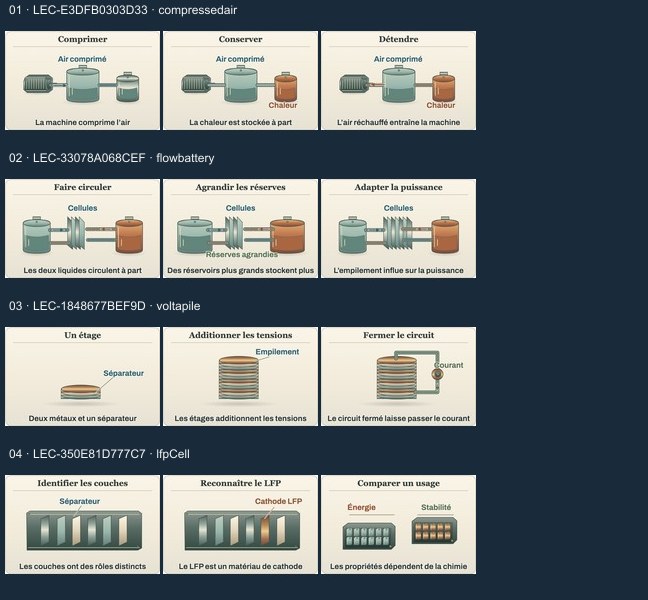 01 · LEC-E3DFB0303D33 · compressedair
Comprimer
Air comprimé
La machine comprime l'air
Conserver
Air comprimé
Chaleur
La chaleur est stockée à part
Détendre
Air comprimé
Chaleur
L'air réchauffé entraîne la machine
02 · LEC-33078A068CEF · flowbattery
Faire circuler
Cellules
Les deux liquides circulent à part
Agrandir les réserves
Cellules
Réserves agrandies
Des réservoirs plus grands stockent plus
Adapter la puissance
Cellules
L'empilement influe sur la puissance
03 · LEC-1848677BEF9D · voltapile
Un étage
Séparateur
Deux métaux et un séparateur
Additionner les tensions
Empilement
Les étages additionnent les tensions
Fermer le circuit
Courant
Le circuit fermé laisse passer le courant
04 · LEC-350E81D777C7 · lfpCell
Identifier les couches
Séparateur
Les couches ont des rôles distincts
Reconnaître le LFP
Cathode LFP
Le LFP est un matériau de cathode
Comparer un usage
Énergie
Stabilité
Les propriétés dépendent de la chimie